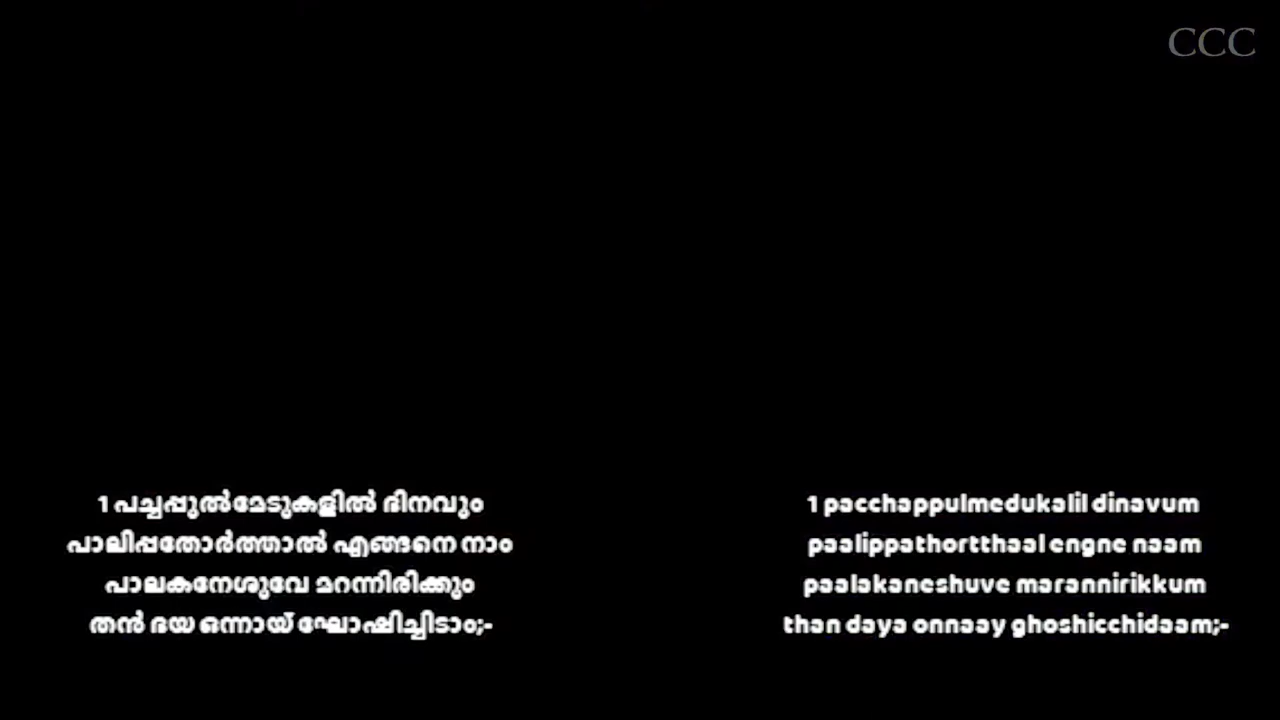 CCC
1 പച്ചപ്പുൽമേടുകളിൽ ദിനവും
പാലിപ്പതോർത്താൽ എങ്ങനെ നാം
പാലകനേശുവേ മറന്നിരിക്കും
തൻ ദയ ഒന്നായ് ഘോഷിച്ചിടാം;-
1 pacchappulmedukalil dinavum
paalippathortthaal engne naam
paalakaneshuve marannirikkum
than daya onnaay ghoshicchidaam;-